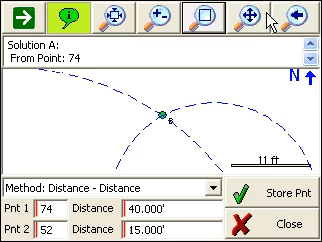 Solution A:
From Point: 74
N
B
11 ft
Method: Distance - Distance
Store Pnt
Pnt 1 74 Distance 40.000'
Pnt 2 52 Distance 15.000'
Close